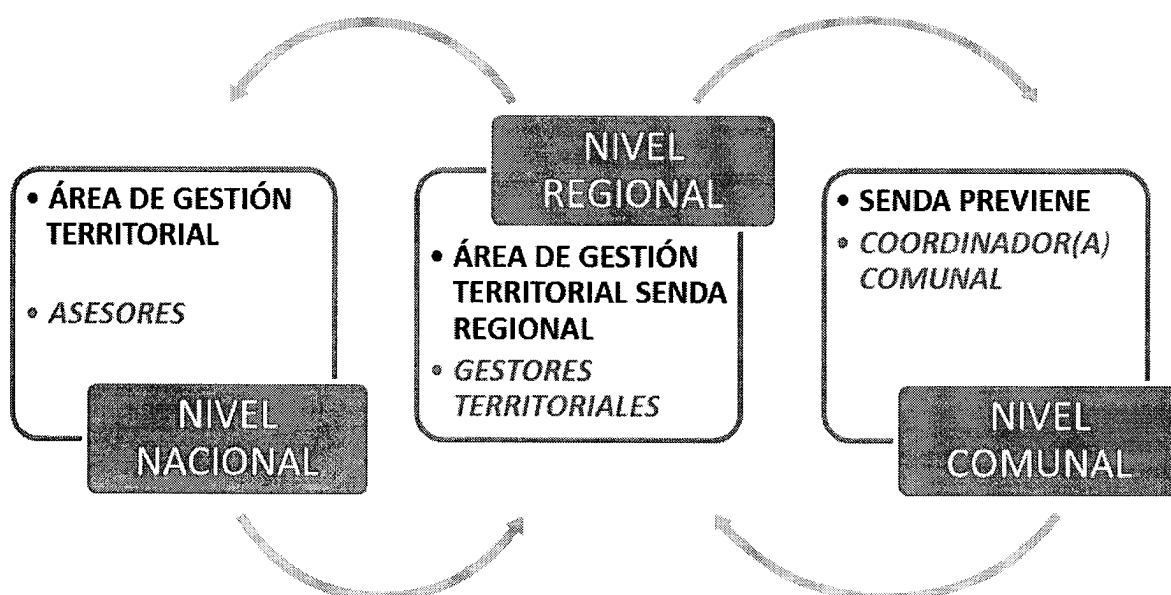 • ÁREA DE GESTIÓN
TERRITORIAL
• ASESORES
NIVEL
NACIONAL
NIVEL
REGIONAL
• ÁREA DE GESTIÓN
TERRITORIAL SENDA
REGIONAL
• GESTORES
TERRITORIALES
• SENDA PREVIENE
• COORDINADOR(A)
COMUNAL
NIVEL
COMUNAL